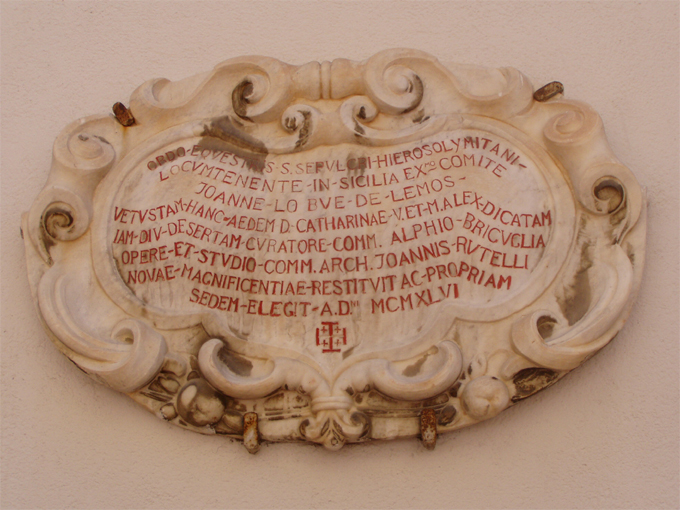 ORDO-EQVESTRIS S. SEPULCRI-HIEROSOLYMITANI-
LOCVMTENENTE-IN-SICILIA EXmo COMITE
JOANNE-LO BVE-DE-LEMOS-
VETVSTAM-HANC-AEDEM D. CATHARINAE-V.ET-M.ALEX-DICATAM
IAM-DIV-DESERTAM-CVRATORE-COMM. ALPHIO-BRICVGLIA
OPERE-ET-STVDIO-COMM. ARCH. JOANNIS-RVTELLI
NOVAE-MAGNIFICENTIAE-RESTITVIT AC-PROPRIAM
SEDEM-ELEGIT-A.D.ni MCMXLVI